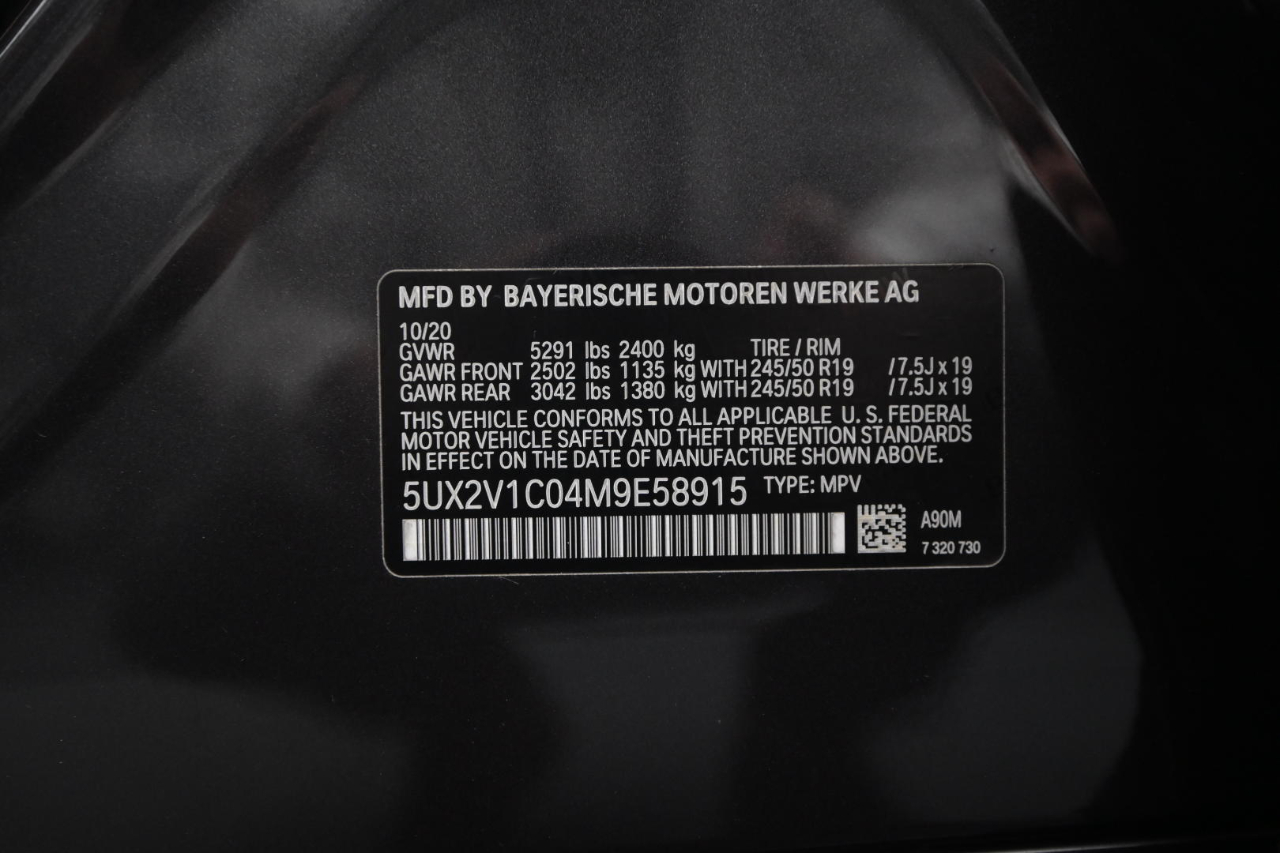 MFD BY BAYERISCHE MOTOREN WERKE AG
10/20
GVWR 5291 lbs 2400 kg TIRE / RIM
GAWR FRONT 2502 lbs 1135 kg WITH 245/50 R19 /7.5J x 19
GAWR REAR 3042 lbs 1380 kg WITH 245/50 R19 /7.5J x 19
THIS VEHICLE CONFORMS TO ALL APPLICABLE U. S. FEDERAL
MOTOR VEHICLE SAFETY AND THEFT PREVENTION STANDARDS
IN EFFECT ON THE DATE OF MANUFACTURE SHOWN ABOVE.
5UX2V1C04M9E58915 TYPE: MPV
A90M
7 320 730